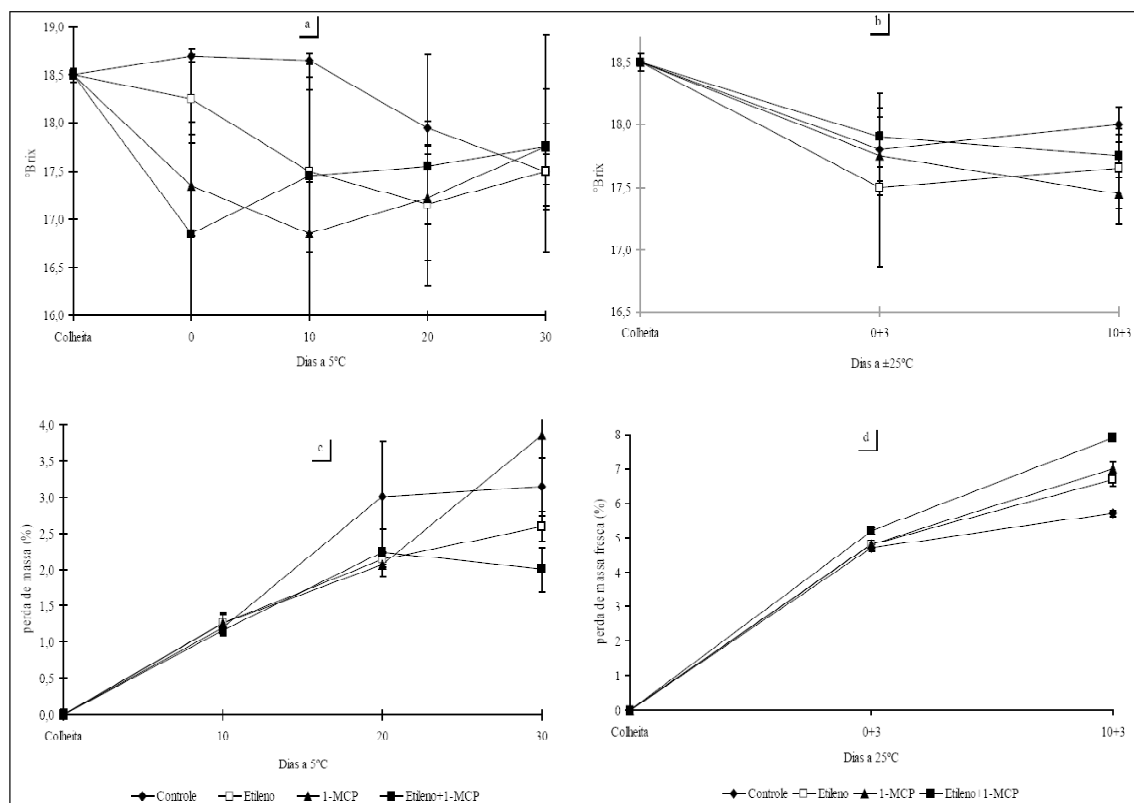 a
19,0
18,5
18,0
17,5
17,0
16,5
16,0
°Brix
Colheita 0 10 20 30
Dias a 5°C
b
18,5
18,0
17,5
17,0
16,5
°Brix
Colheita 0+3 10+3
Dias a ±25°C
c
4,0
3,5
3,0
2,5
2,0
1,5
1,0
0,5
0,0
perda de massa (%)
Colheita 10 20 30
Dias a 5°C
d
8
7
6
5
4
3
2
1
0
perda de massa fresca (%)
Colheita 0+3 10+3
Dias a 25°C
Controle Etileno 1-MCP Etileno+1-MCP
Controle Etileno 1-MCP Etileno+1-MCP